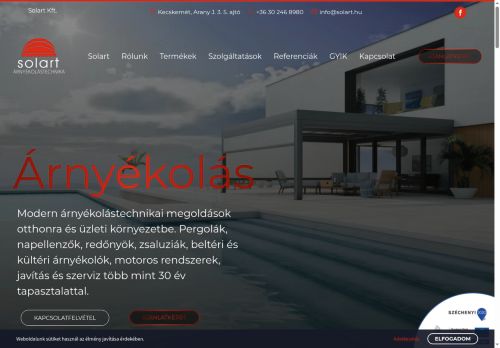 Solart Kft.
Kecskemét, Arany J. 3. 5. ajtó
+36 30 246 8980
info@solart.hu
solart
ÁRNYÉKOLÁSTECHNIKA
Solart
Rólunk
Termékek
Szolgáltatások
Referenciák
GYIK
Kapcsolat
AJÁNLATKÉRÉS
Árnyékolás
Modern árnyékolástechnikai megoldások
otthonra és üzleti környezetbe. Pergolák,
napellenzők, redőnyök, zsaluziák, beltéri és
kültéri árnyékolók, motoros rendszerek,
javítás és szerviz több mint 30 év
tapasztalattal.
KAPCSOLATFELVÉTEL
AJÁNLATKÉRÉS
SZÉCHENYI 2020
Weboldalunk sütiket használ az élmény javítása érdekében.
ELFOGADOM